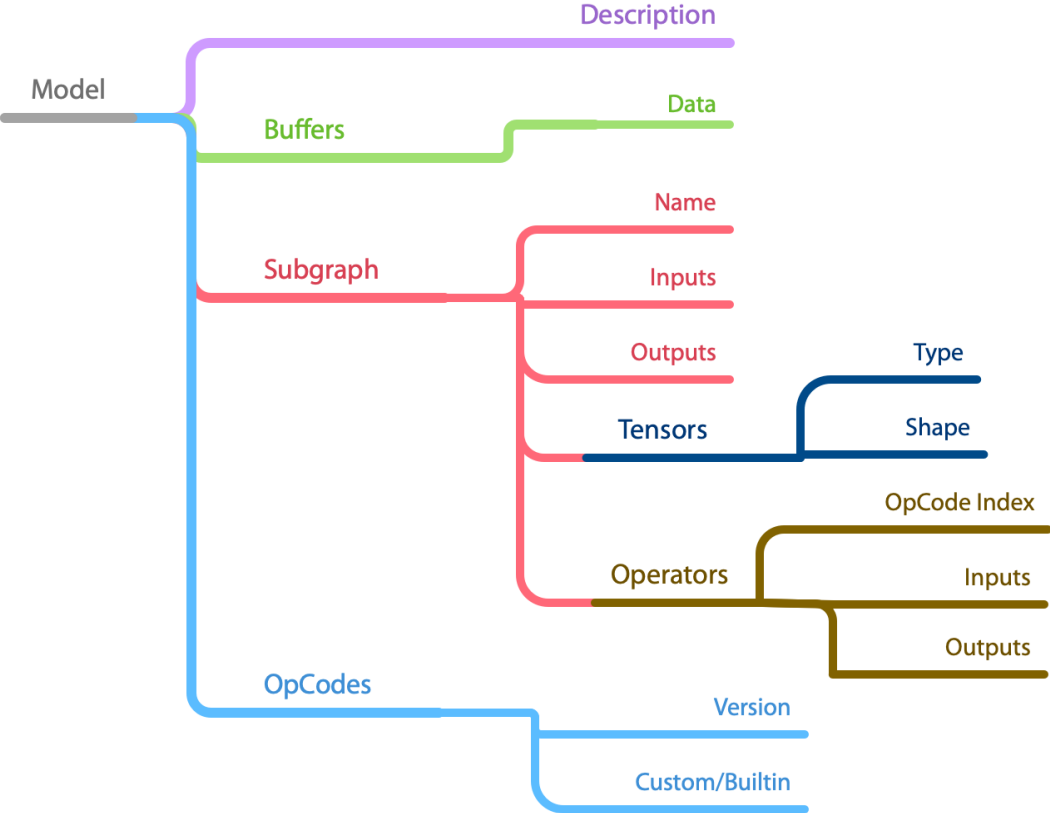 Description
Model
Data
Buffers
Name
Subgraph
Inputs
Outputs
Type
Tensors
Shape
OpCode Index
Operators
Inputs
Outputs
OpCodes
Version
Custom/Builtin